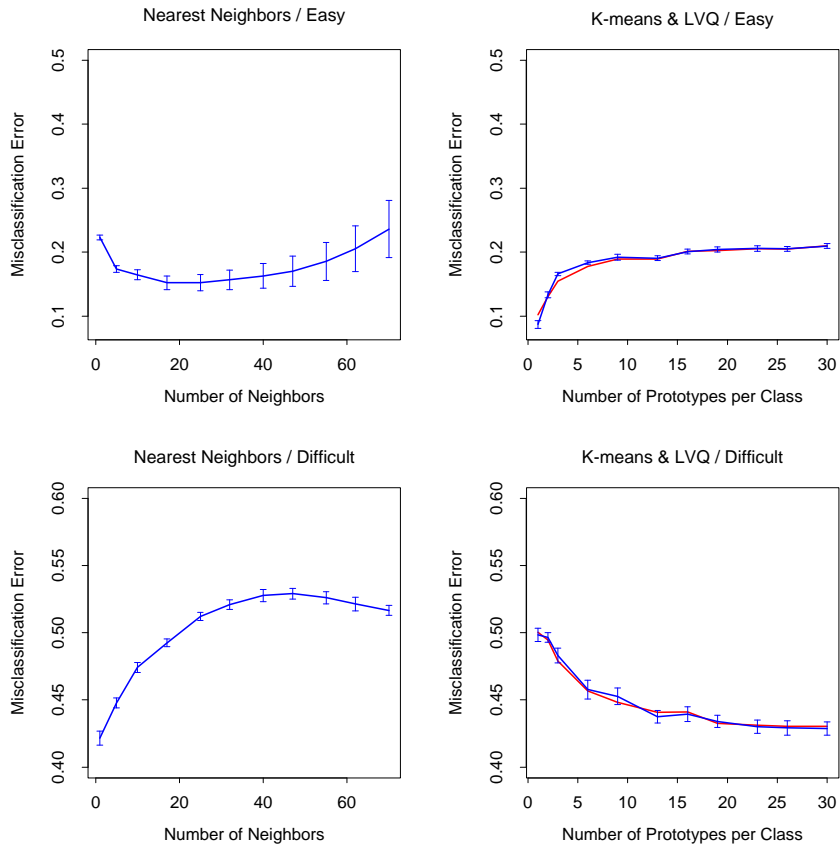 Nearest Neighbors / Easy
Misclassification Error
0.1 0.2 0.3 0.4 0.5
0 20 40 60
Number of Neighbors
K-means & LVQ / Easy
Misclassification Error
0.1 0.2 0.3 0.4 0.5
0 5 10 15 20 25 30
Number of Prototypes per Class
Nearest Neighbors / Difficult
Misclassification Error
0.40 0.45 0.50 0.55 0.60
0 20 40 60
Number of Neighbors
K-means & LVQ / Difficult
Misclassification Error
0.40 0.45 0.50 0.55 0.60
0 5 10 15 20 25 30
Number of Prototypes per Class